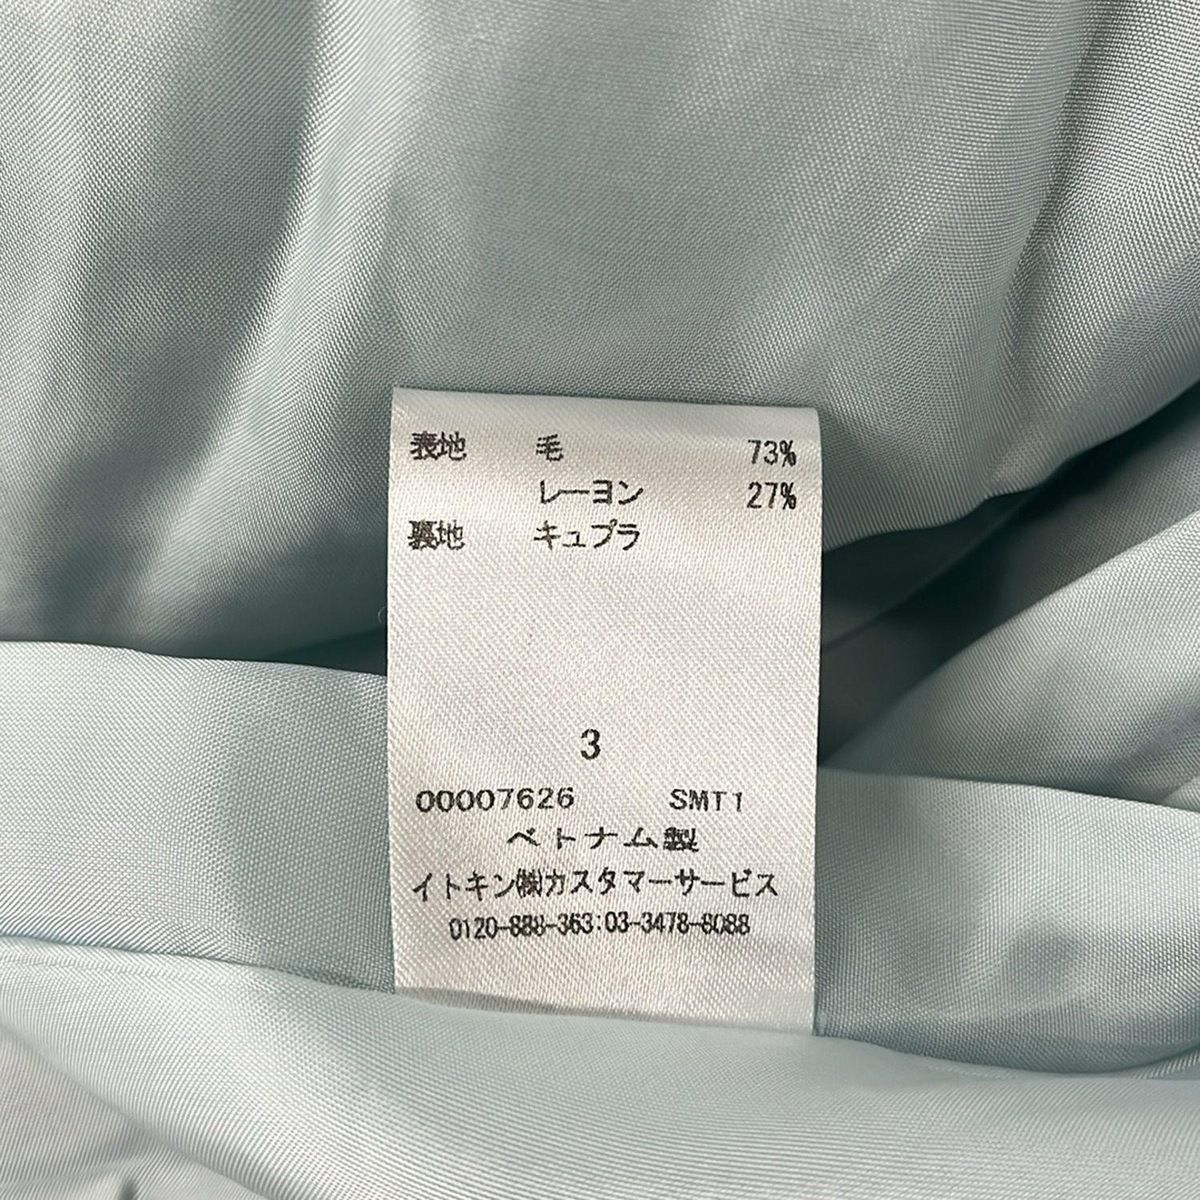 表地 毛 73%
レーヨン 27%
裏地 キュプラ
3
00007626 SMT1
ベトナム製
イトキン㈱カスタマーサービス
0120-888-363:03-3478-8088